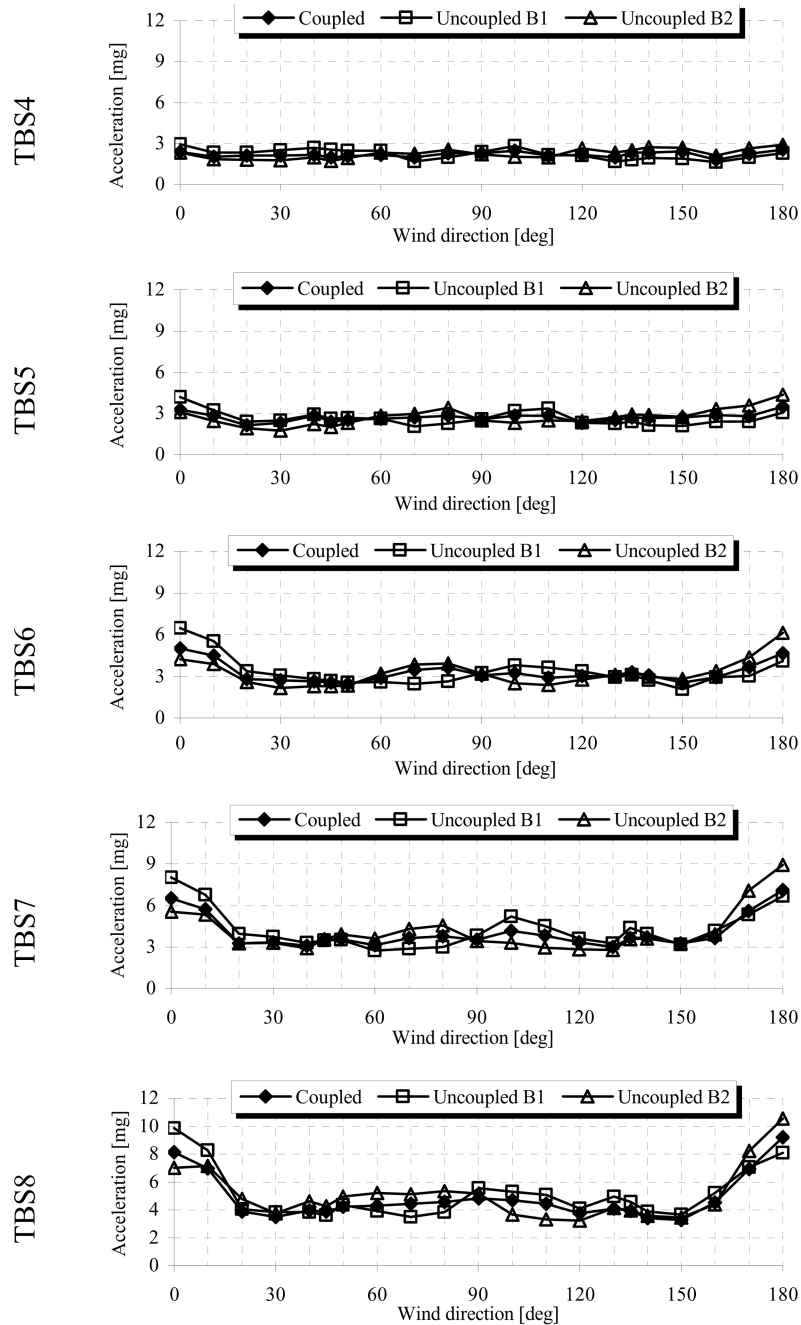 Coupled Uncoupled B1 Uncoupled B2
TBS4
Acceleration [mg]
12
9
6
3
0
0 30 60 90 120 150 180
Wind direction [deg]
Coupled Uncoupled B1 Uncoupled B2
TBS5
Acceleration [mg]
12
9
6
3
0
0 30 60 90 120 150 180
Wind direction [deg]
Coupled Uncoupled B1 Uncoupled B2
TBS6
Acceleration [mg]
12
9
6
3
0
0 30 60 90 120 150 180
Wind direction [deg]
Coupled Uncoupled B1 Uncoupled B2
TBS7
Acceleration [mg]
12
9
6
3
0
0 30 60 90 120 150 180
Wind direction [deg]
Coupled Uncoupled B1 Uncoupled B2
TBS8
Acceleration [mg]
12
10
8
6
4
2
0
0 30 60 90 120 150 180
Wind direction [deg]